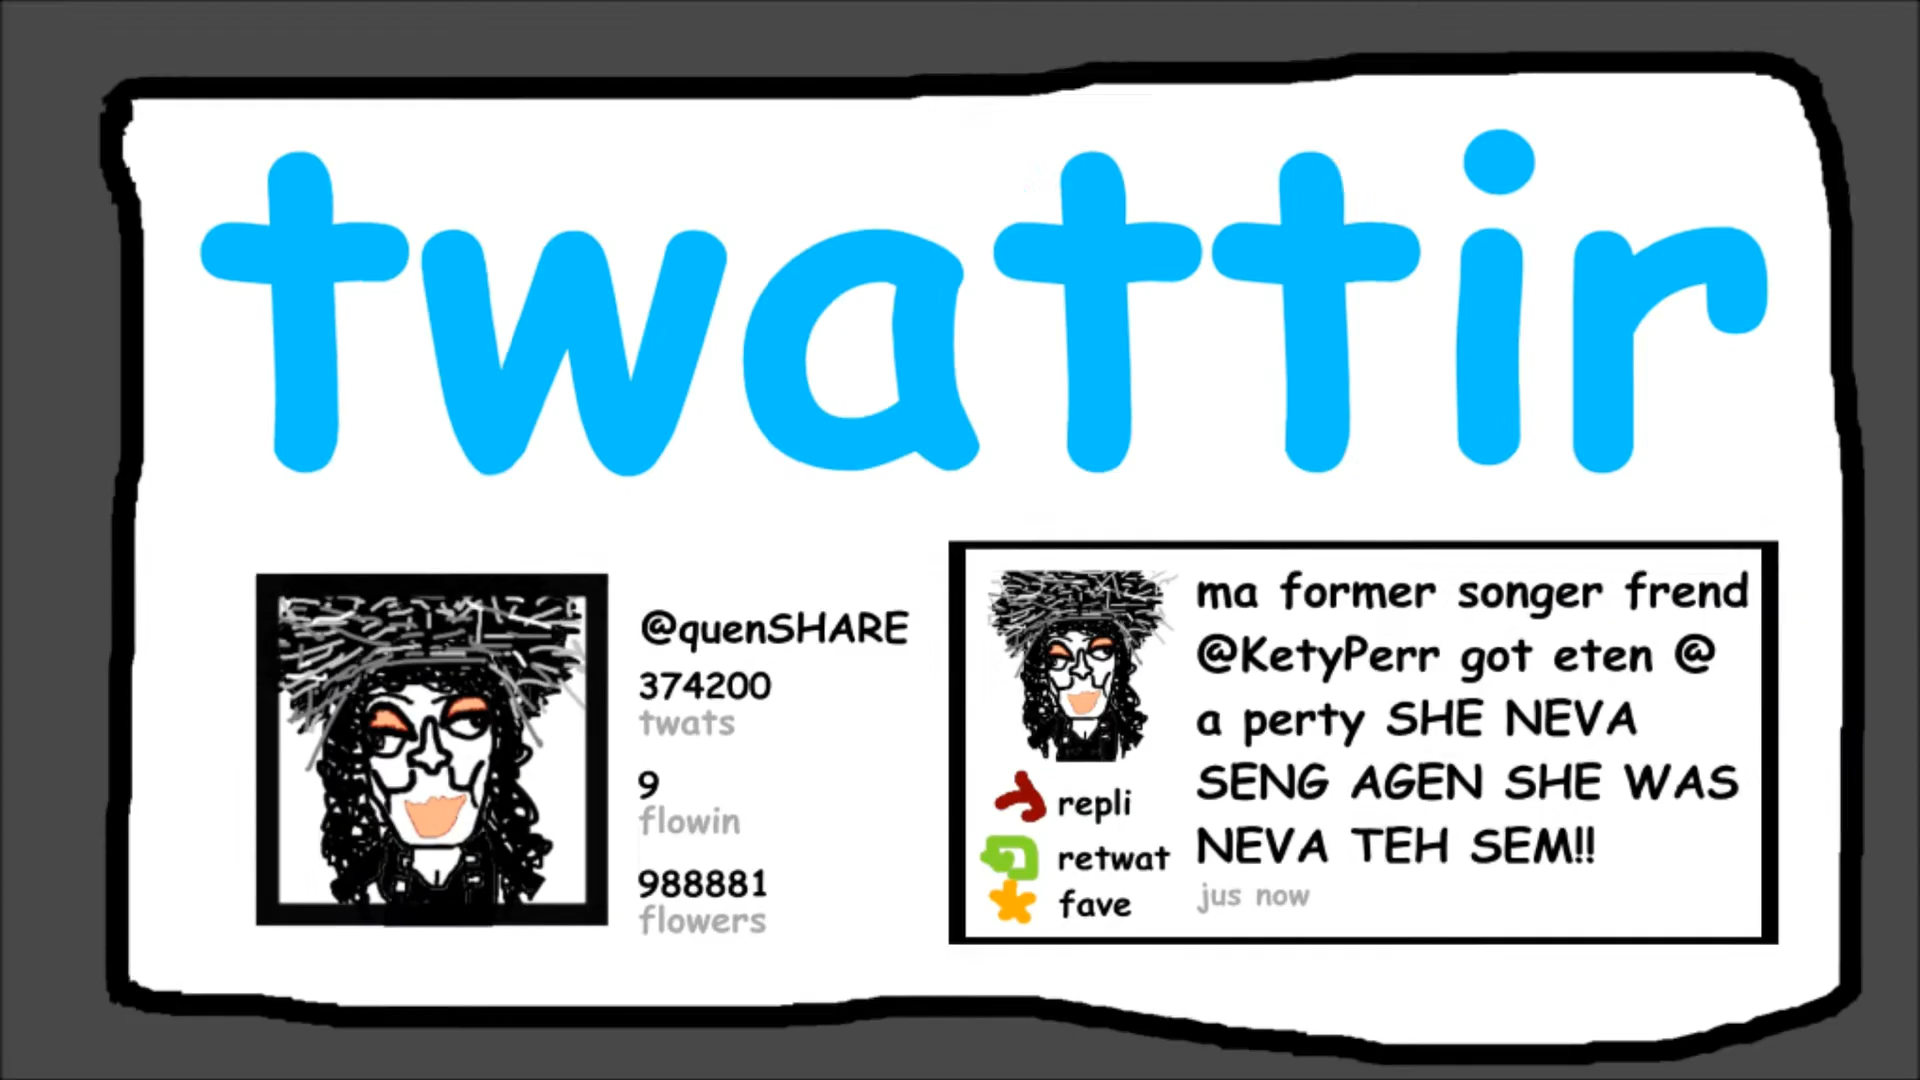 twattir
@quenSHARE
374200
twats
9
flowin
988881
flowers
ma former songer frend
@KetyPerr got eten @
a perty SHE NEVA
SENG AGEN SHE WAS
NEVA TEH SEM!!
jus now
repli
retwat
fave